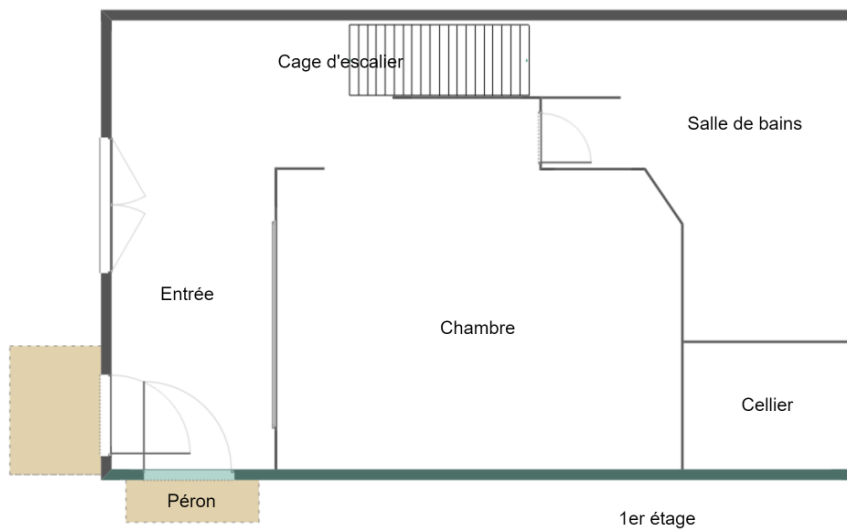 Cage d'escalier
Salle de bains
Entrée
Chambre
Cellier
Péron
1er étage